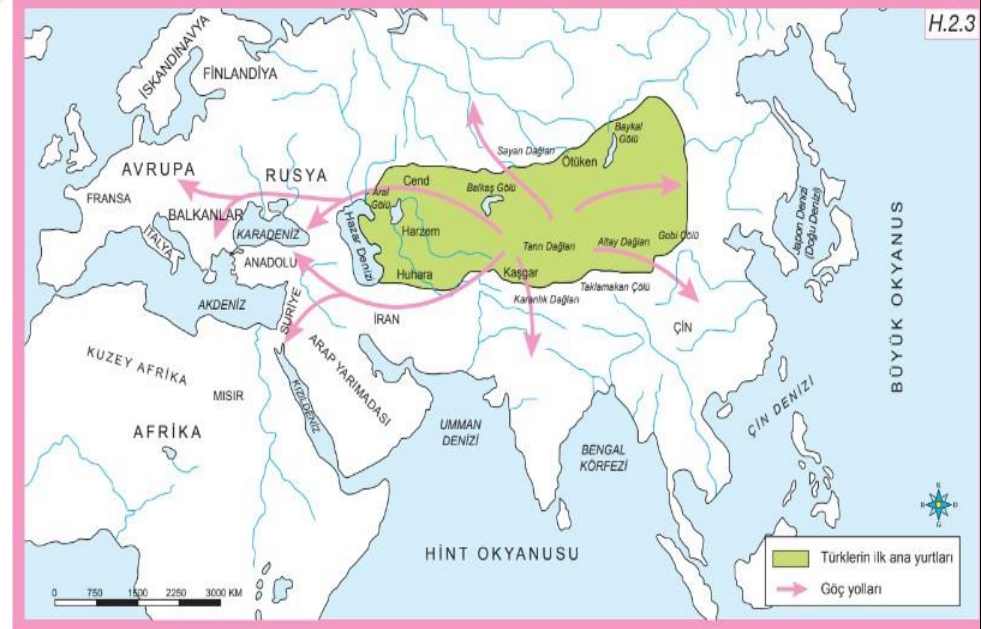 H.2.3
İSKANDİNAVYA
FİNLANDİYA
Baykal
Gölü
Sayan Dağları
Ötüken
AVRUPA
RUSYA
Cend
Balkaş Gölü
Aral
Gölü
FRANSA
BALKANLAR
KARADENİZ
Hazar Denizi
Harzem
Tanrı Dağları
Altay Dağları
Gobi Çölü
Japon Denizi
(Doğu Denizi)
İTALYA
ANADOLU
Huhara
Kaşgar
Taklamakan Çölü
Karanlık Dağları
AKDENİZ
SURİYE
İRAN
ÇİN
BÜYÜK OKYANUS
KUZEY AFRİKA
MISIR
ARAP YARIMADASI
KIZILDENİZ
AFRİKA
UMMAN
DENİZİ
BENGAL
KÖRFEZİ
ÇİN DENİZİ
HİNT OKYANUSU
K
B
D
G
Türklerin ilk ana yurtları
Göç yolları
0 750 1500 2250 3000 KM